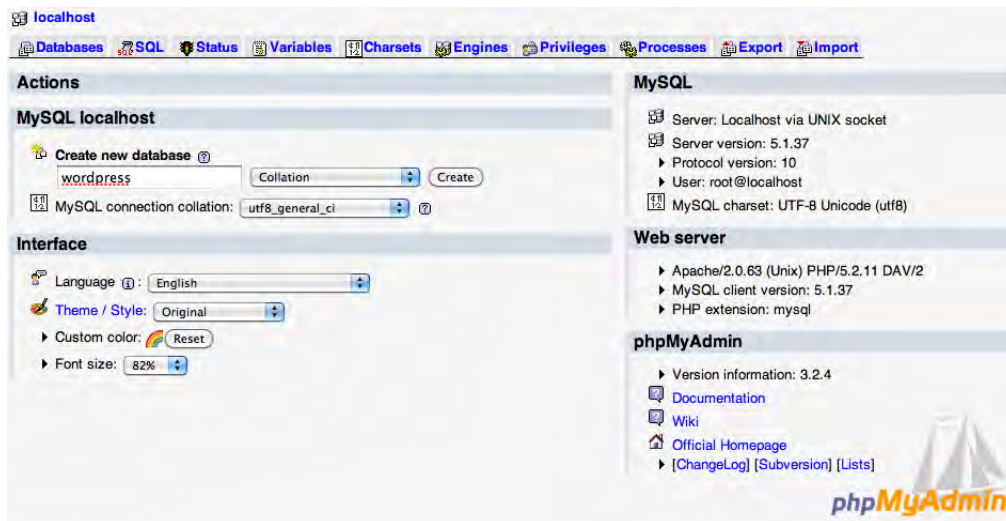 localhost
Databases SQL Status Variables Charsets Engines Privileges Processes Export Import
Actions
MySQL localhost
Create new database
wordpress Collation Create
MySQL connection collation: utf8_general_ci
Interface
Language : English
Theme / Style: Original
Custom color: Reset
Font size: 82%
MySQL
Server: Localhost via UNIX socket
Server version: 5.1.37
Protocol version: 10
User: root@localhost
MySQL charset: UTF-8 Unicode (utf8)
Web server
Apache/2.0.63 (Unix) PHP/5.2.11 DAV/2
MySQL client version: 5.1.37
PHP extension: mysql
phpMyAdmin
Version information: 3.2.4
Documentation
Wiki
Official Homepage
[ChangeLog] [Subversion] [Lists]
phpMyAdmin